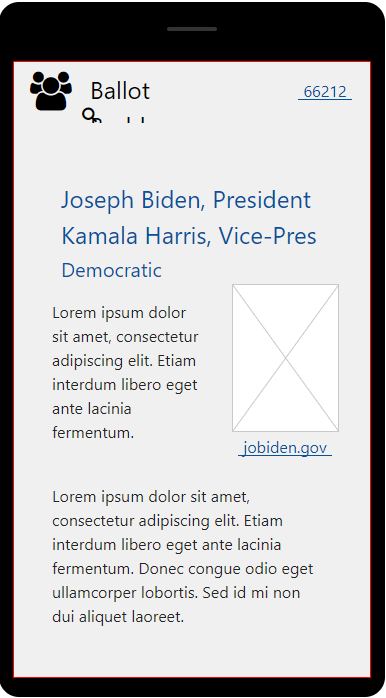 Ballot
66212
Joseph Biden, President
Kamala Harris, Vice-Pres
Democratic
Lorem ipsum dolor
sit amet, consectetur
adipiscing elit. Etiam
interdum libero eget
ante lacinia
fermentum.
jobiden.gov
Lorem ipsum dolor sit amet,
consectetur adipiscing elit. Etiam
interdum libero eget ante lacinia
fermentum. Donec congue odio eget
ullamcorper lobortis. Sed id mi non
dui aliquet laoreet.